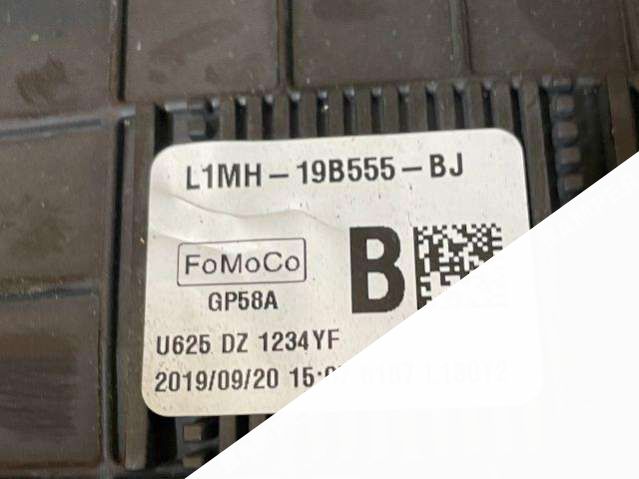 L1MH-19B555-BJ
FoMoCo
GP58A
B
U625 DZ 1234YF
2019/09/20